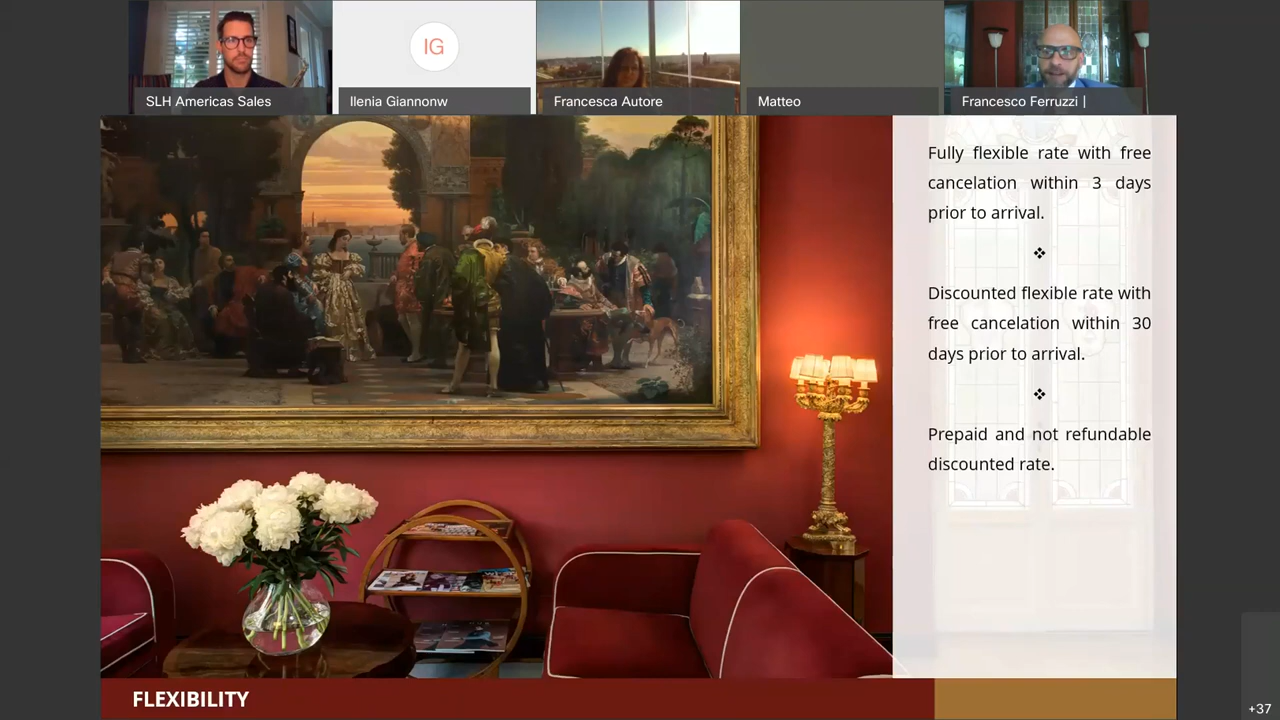 IG
SLH Americas Sales
Ilenia Giannonw
Francesca Autore
Matteo
Francesco Ferruzzi |
Fully flexible rate with free
cancelation within 3 days
prior to arrival.
❖
Discounted flexible rate with
free cancelation within 30
days prior to arrival.
❖
Prepaid and not refundable
discounted rate.
FLEXIBILITY
+37